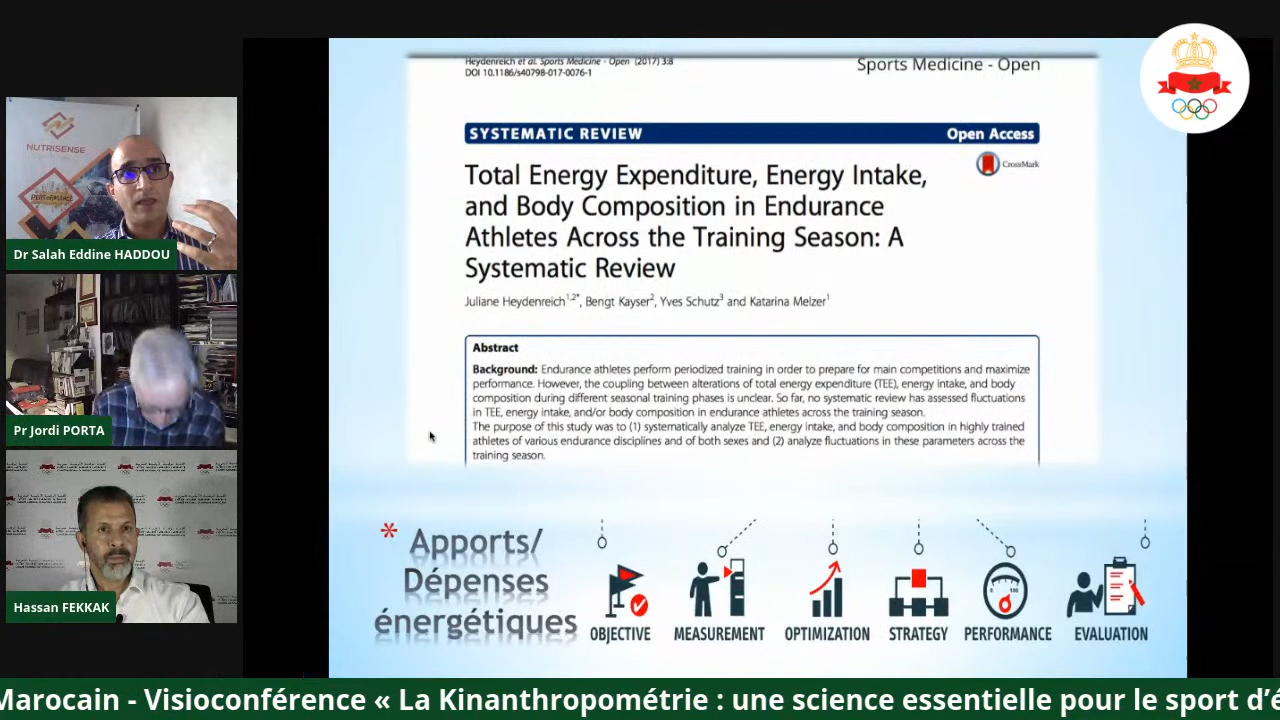 NUTRISENSE
PERFORMANCE
Dr Salah Eddine HADDOU
Pr Jordi PORTA
Hassan FEKKAK
Heydenreich et al. Sports Medicine - Open (2017) 3:8
DOI 10.1186/s40798-017-0076-1
Sports Medicine - Open
SYSTEMATIC REVIEW
Open Access
CrossMark
Total Energy Expenditure, Energy Intake,
and Body Composition in Endurance
Athletes Across the Training Season: A
Systematic Review
Juliane Heydenreich1,2*, Bengt Kayser2, Yves Schutz3 and Katarina Melzer1
Abstract
Background: Endurance athletes perform periodized training in order to prepare for main competitions and maximize
performance. However, the coupling between alterations of total energy expenditure (TEE), energy intake, and body
composition during different seasonal training phases is unclear. So far, no systematic review has assessed fluctuations
in TEE, energy intake, and/or body composition in endurance athletes across the training season.
The purpose of this study was to (1) systematically analyze TEE, energy intake, and body composition in highly trained
athletes of various endurance disciplines and of both sexes and (2) analyze fluctuations in these parameters across the
training season.
* Apports/
Dépenses
énergétiques
OBJECTIVE
MEASUREMENT
OPTIMIZATION
STRATEGY
PERFORMANCE
EVALUATION
Marocain - Visioconférence « La Kinanthropométrie : une science essentielle pour le sport d'é